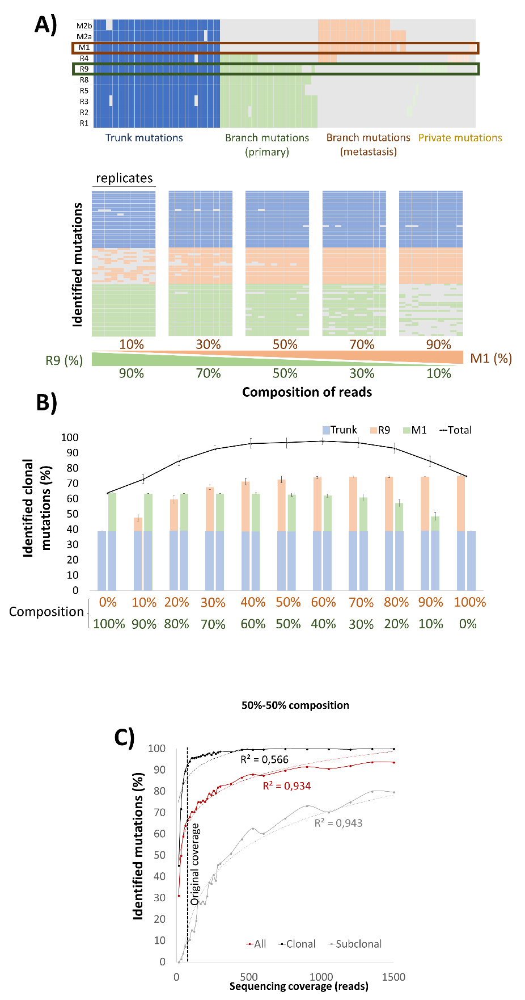 A)
M2b
M2a
M1
R4
R9
R8
R5
R3
R2
R1
Trunk mutations
Branch mutations
(primary)
Branch mutations
(metastasis)
Private mutations
replicates
Identified mutations
10%
30%
50%
70%
90%
R9 (%)
M1 (%)
90%
70%
50%
30%
10%
Composition of reads
B)
Trunk
R9
M1
Total
Identified clonal
mutations (%)
100
90
80
70
60
50
40
30
20
10
0
Composition
0%
10%
20%
30%
40%
50%
60%
70%
80%
90%
100%
100%
90%
80%
70%
60%
50%
40%
30%
20%
10%
0%
50%-50% composition
C)
Identified mutations (%)
100
90
80
70
60
50
40
30
20
10
0
R² = 0,566
R² = 0,934
R² = 0,943
Original coverage
All
Clonal
Subclonal
0
500
1000
1500
Sequencing coverage (reads)